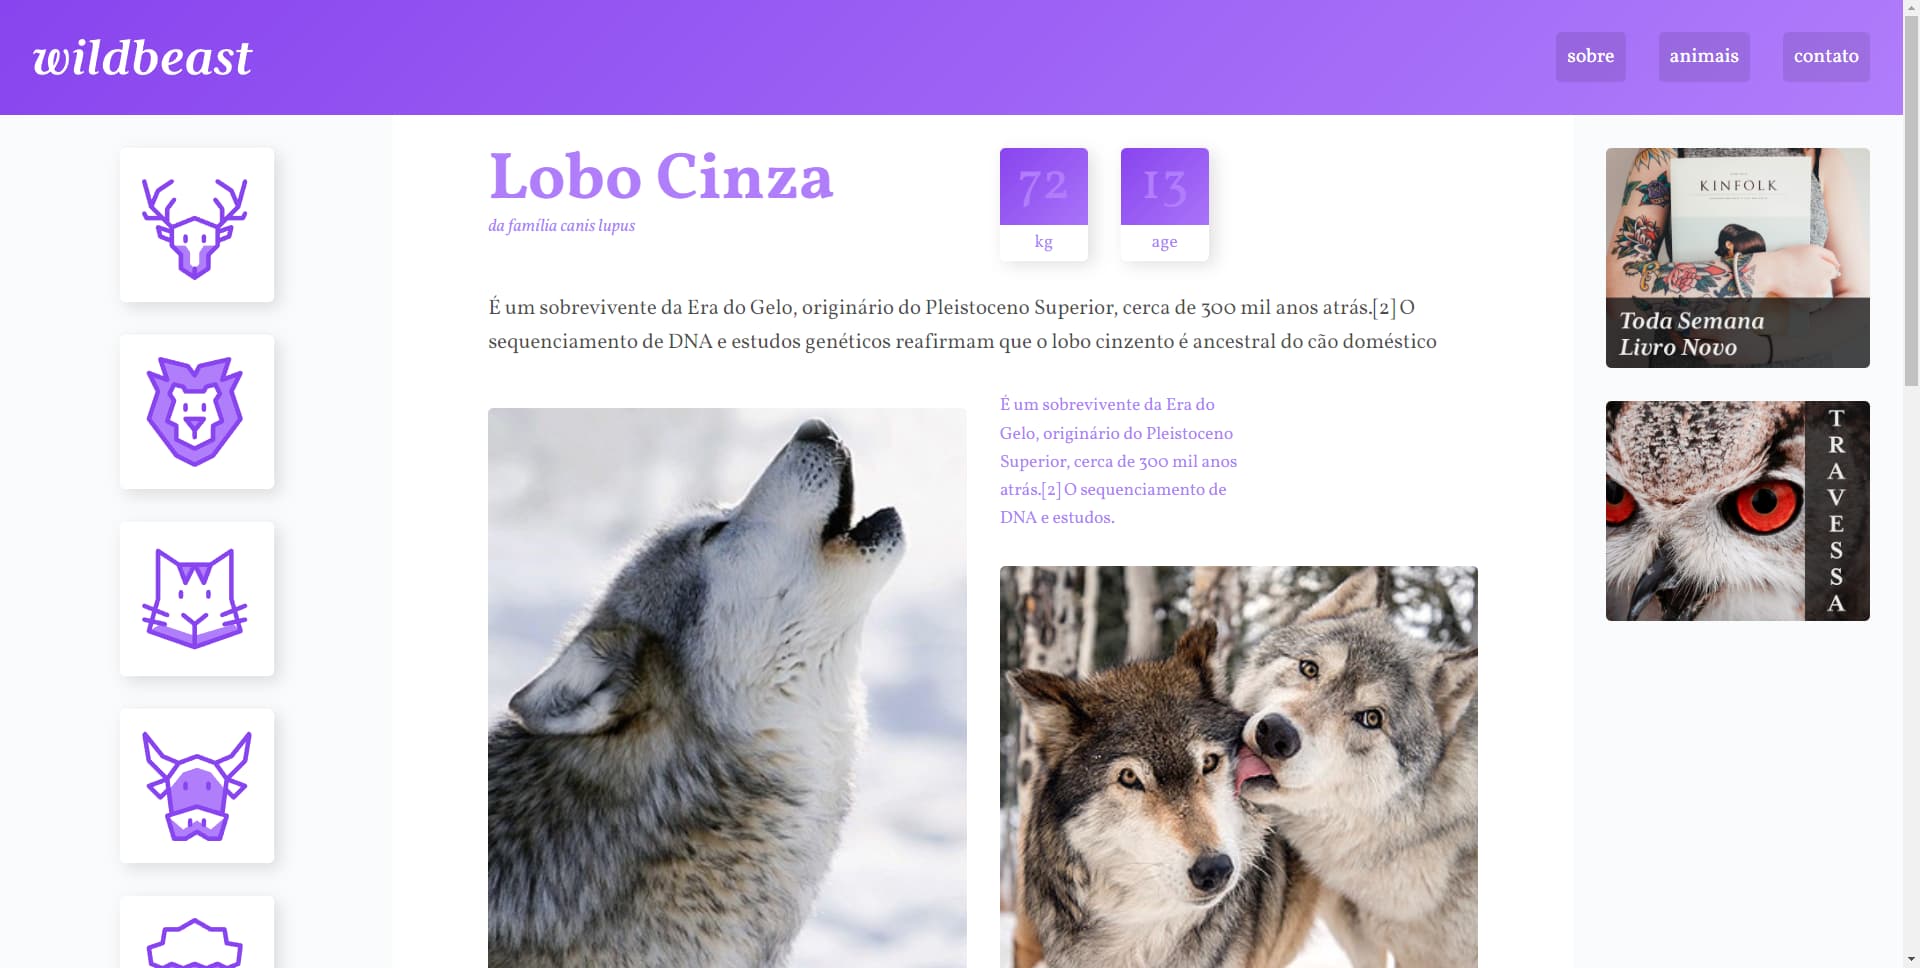 wildbeast
sobre
animais
contato
Lobo Cinza
da família canis lupus
72
kg
13
age
É um sobrevivente da Era do Gelo, originário do Pleistoceno Superior, cerca de 300 mil anos atrás.[2] O
sequenciamento de DNA e estudos genéticos reafirmam que o lobo cinzento é ancestral do cão doméstico
É um sobrevivente da Era do
Gelo, originário do Pleistoceno
Superior, cerca de 300 mil anos
atrás.[2] O sequenciamento de
DNA e estudos.
KINFOLK
Toda Semana
Livro Novo
TRAVESSA